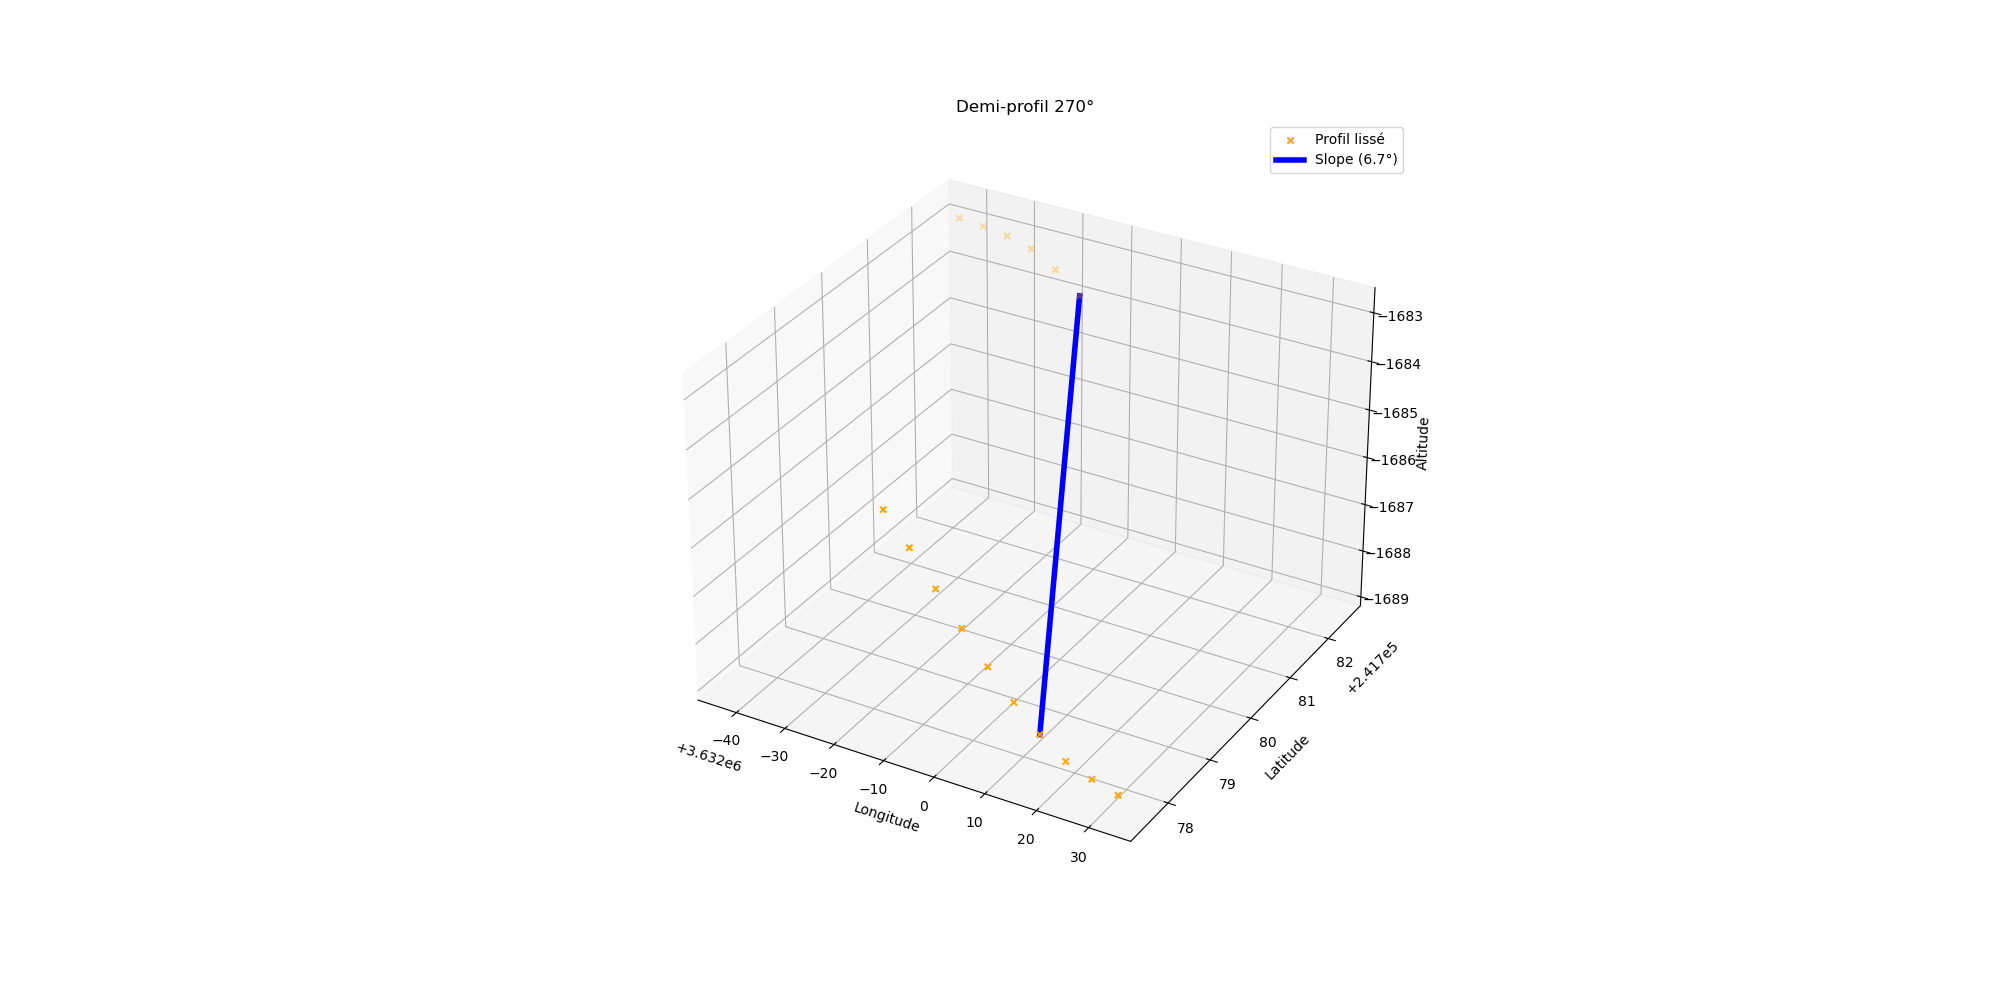 Demi-profil 270°
Profil lissé
Slope (6.7°)
−1683
−1684
−1685
−1686
−1687
−1688
−1689
Altitude
82
81
80
79
78
+2.417e5
Latitude
−40
−30
−20
−10
0
10
20
30
+3.632e6
Longitude